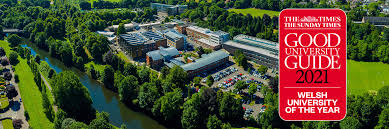 THE TIMES
THE SUNDAY TIMES
GOOD
UNIVERSITY
GUIDE
2021
WELSH
UNIVERSITY
OF THE YEAR